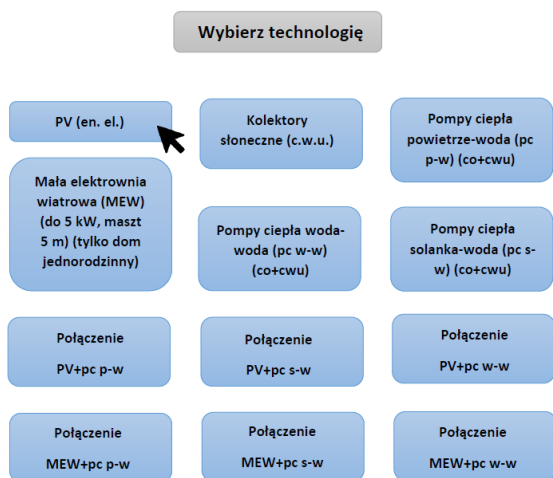 Wybierz technologię
PV (en. el.)
Kolektory
słoneczne (c.w.u.)
Pompy ciepła
powietrze-woda (pc
p-w) (co+cwu)
Mała elektrownia
wiatrowa (MEW)
(do 5 kW, maszt
5 m) (tylko dom
jednorodzinny)
Pompy ciepła woda-
woda (pc w-w)
(co+cwu)
Pompy ciepła
solanka-woda (pc s-
w) (co+cwu)
Połączenie
PV+pc p-w
Połączenie
PV+pc s-w
Połączenie
PV+pc w-w
Połączenie
MEW+pc p-w
Połączenie
MEW+pc s-w
Połączenie
MEW+pc w-w